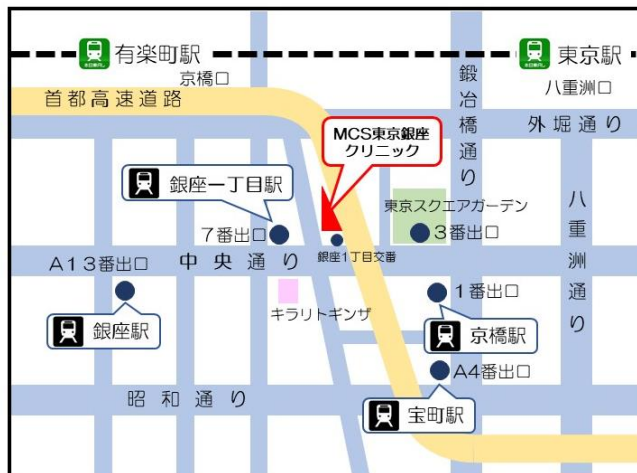 有楽町駅
東京駅
京橋口
八重洲口
首都高速道路
鍛冶橋通り
外堀通り
MCS東京銀座
クリニック
銀座一丁目駅
東京スクエアガーデン
八重洲通り
7番出口
3番出口
銀座1丁目交番
中央通り
A13番出口
1番出口
キラリトギンザ
銀座駅
京橋駅
A4番出口
昭和通り
宝町駅